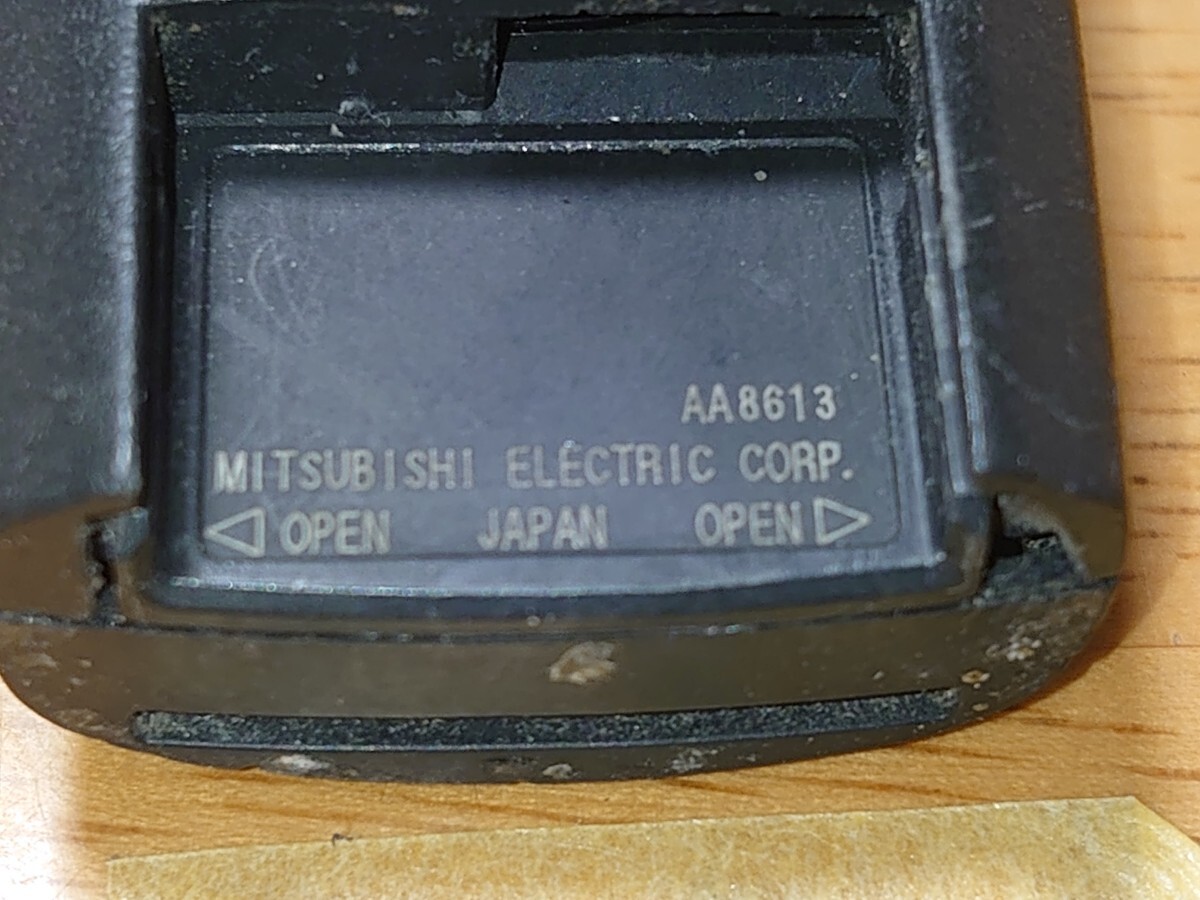 AA8613
MITSUBISHI ELECTRIC CORP.
◁ OPEN JAPAN OPEN ▷